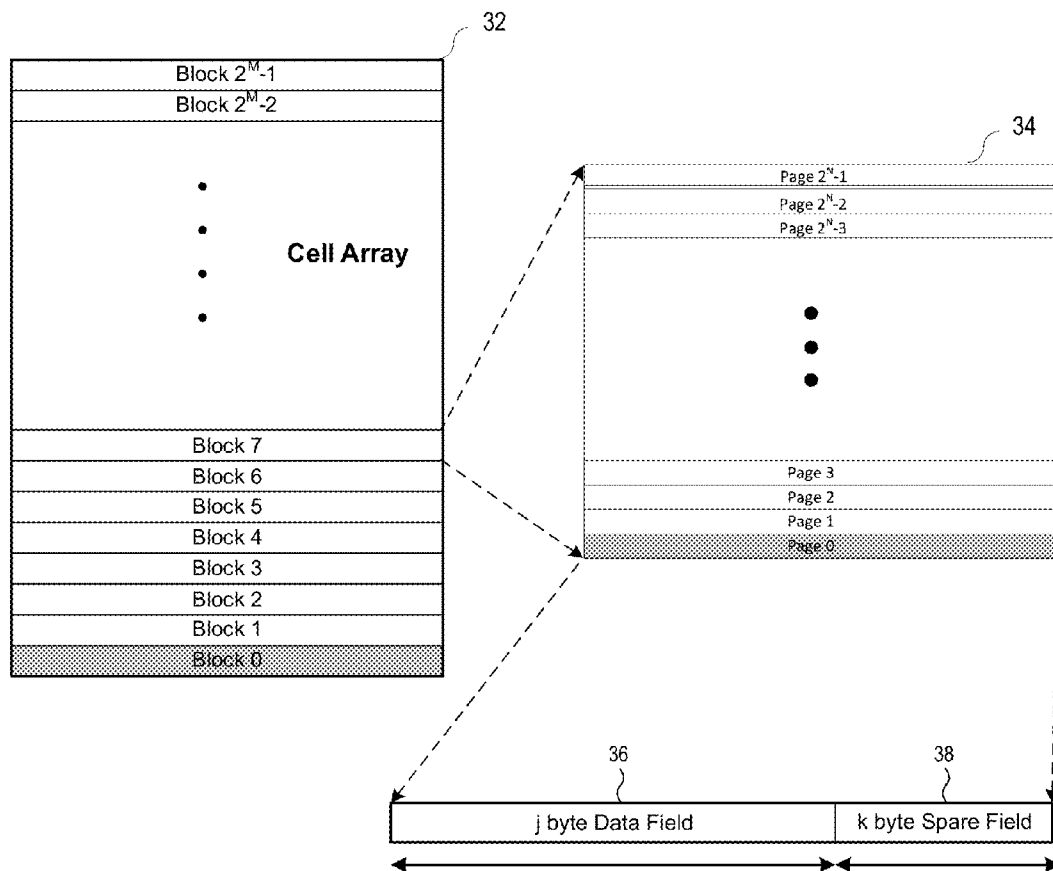 32
Block 2^M-1
Block 2^M-2
Cell Array
Block 7
Block 6
Block 5
Block 4
Block 3
Block 2
Block 1
Block 0
34
Page 2^N-1
Page 2^N-2
Page 2^N-3
Page 3
Page 2
Page 1
Page 0
36
38
j byte Data Field
k byte Spare Field